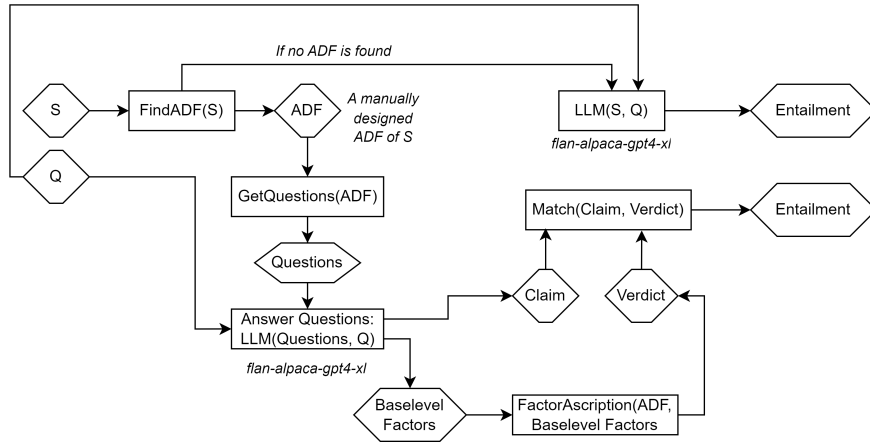 If no ADF is found
S
FindADF(S)
ADF
A manually
designed
ADF of S
LLM(S, Q)
flan-alpaca-gpt4-xl
Entailment
Q
GetQuestions(ADF)
Match(Claim, Verdict)
Entailment
Questions
Claim
Verdict
Answer Questions:
LLM(Questions, Q)
flan-alpaca-gpt4-xl
Baselevel
Factors
FactorAscription(ADF,
Baselevel Factors